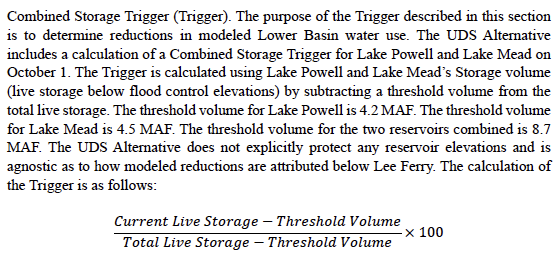 Combined Storage Trigger (Trigger). The purpose of the Trigger described in this section
is to determine reductions in modeled Lower Basin water use. The UDS Alternative
includes a calculation of a Combined Storage Trigger for Lake Powell and Lake Mead on
October 1. The Trigger is calculated using Lake Powell and Lake Mead's Storage volume
(live storage below flood control elevations) by subtracting a threshold volume from the
total live storage. The threshold volume for Lake Powell is 4.2 MAF. The threshold volume
for Lake Mead is 4.5 MAF. The threshold volume for the two reservoirs combined is 8.7
MAF. The UDS Alternative does not explicitly protect any reservoir elevations and is
agnostic as to how modeled reductions are attributed below Lee Ferry. The calculation of
the Trigger is as follows:
Current Live Storage − Threshold Volume
Total Live Storage − Threshold Volume
× 100